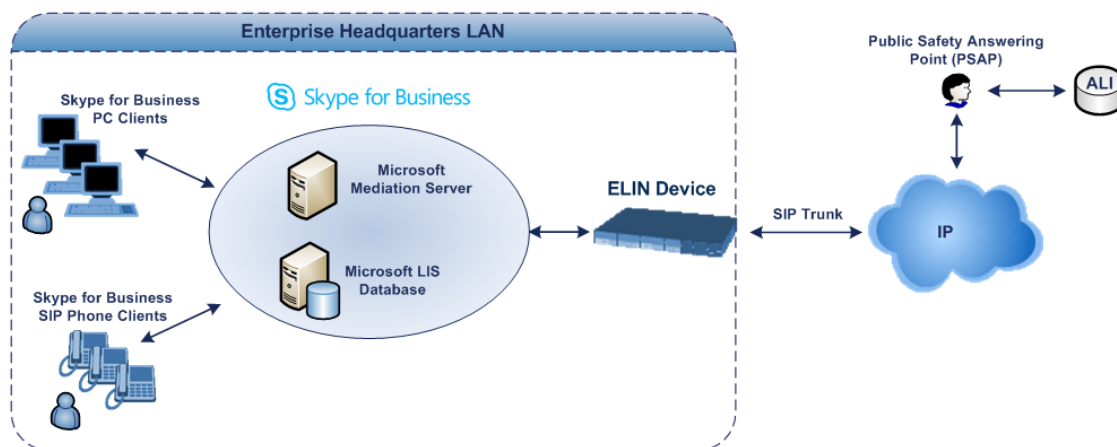 Enterprise Headquarters LAN
Public Safety Answering
Point (PSAP)
ALI
Skype for Business
PC Clients
S Skype for Business
Microsoft
Mediation Server
ELIN Device
SIP Trunk
IP
Microsoft LIS
Database
Skype for Business
SIP Phone Clients